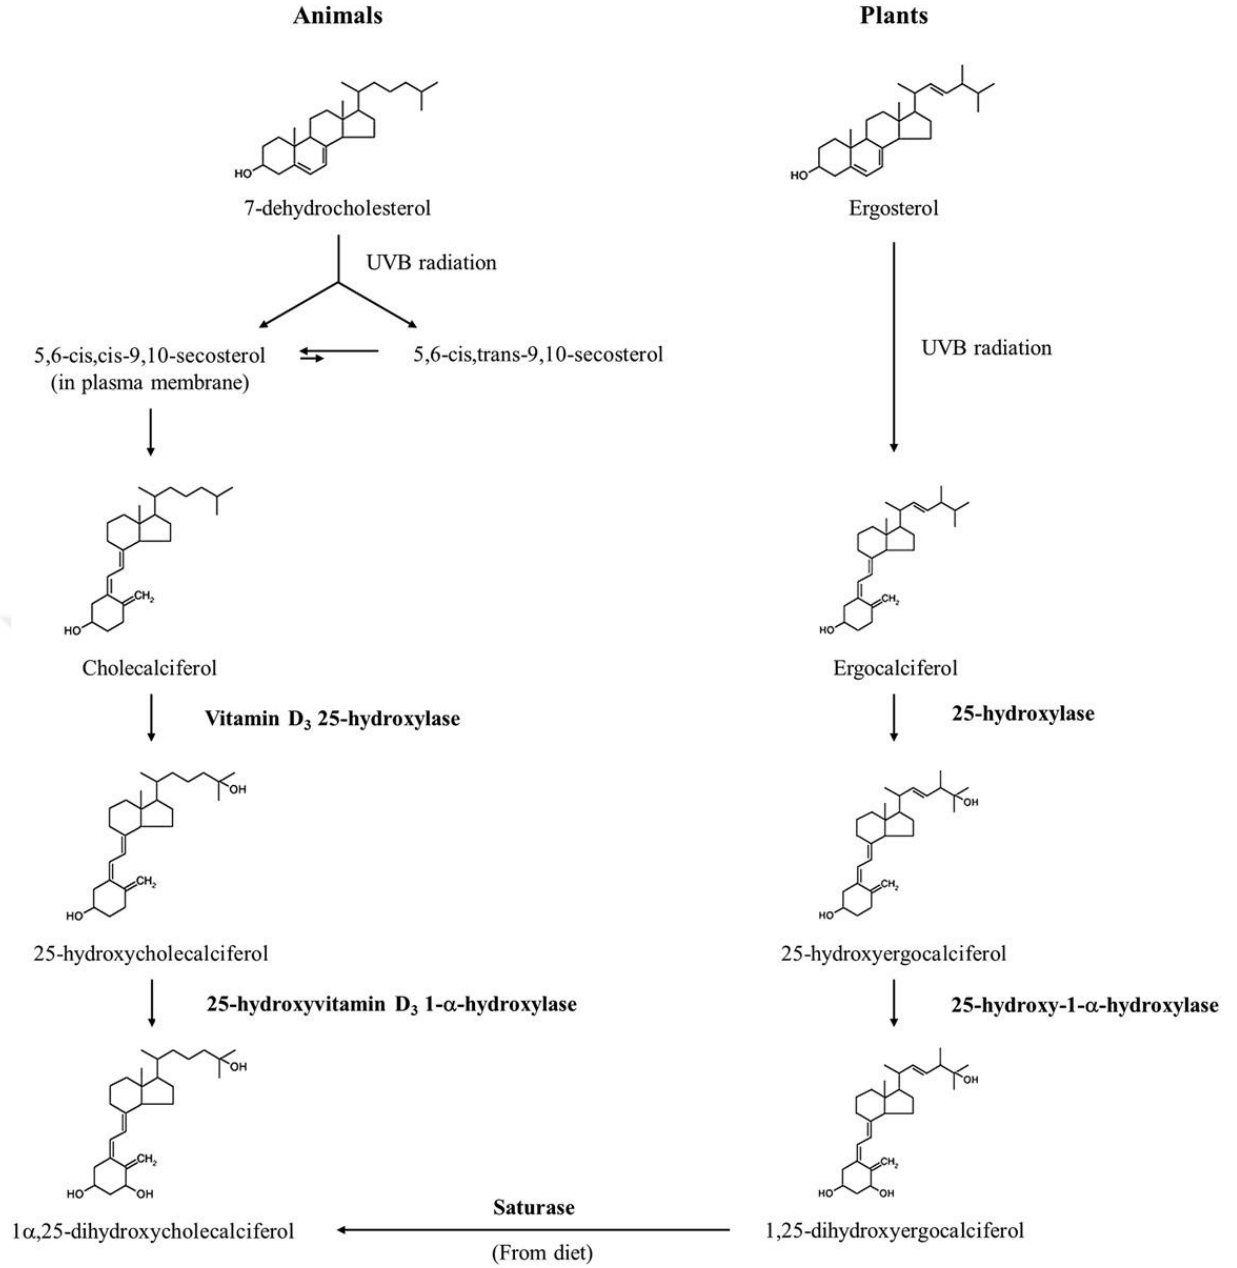 Animals
Plants
HO
HO
7-dehydrocholesterol
Ergosterol
UVB radiation
UVB radiation
5,6-cis,cis-9,10-secosterol
(in plasma membrane)
5,6-cis,trans-9,10-secosterol
CH₂
HO
CH₂
HO
Cholecalciferol
Ergocalciferol
Vitamin D₃ 25-hydroxylase
25-hydroxylase
OH
CH₂
HO
OH
CH₂
HO
25-hydroxycholecalciferol
25-hydroxyergocalciferol
25-hydroxyvitamin D₃ 1-α-hydroxylase
25-hydroxy-1-α-hydroxylase
OH
CH₂
HO
OH
OH
CH₂
HO
OH
1α,25-dihydroxycholecalciferol
Saturase
(From diet)
1,25-dihydroxyergocalciferol